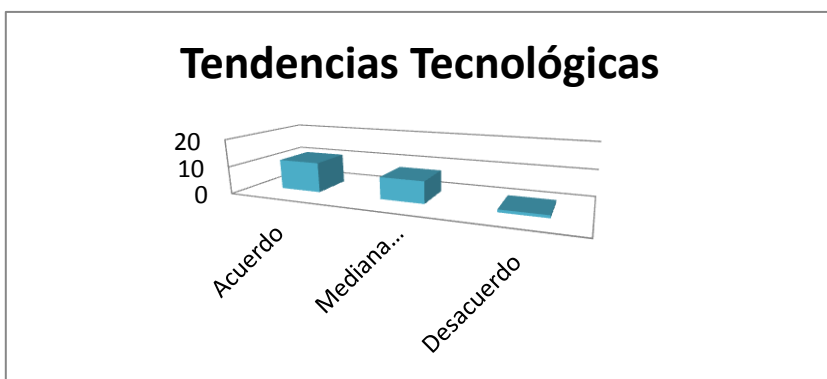 Tendencias Tecnológicas
20
10
0
Acuerdo
Mediana...
Desacuerdo